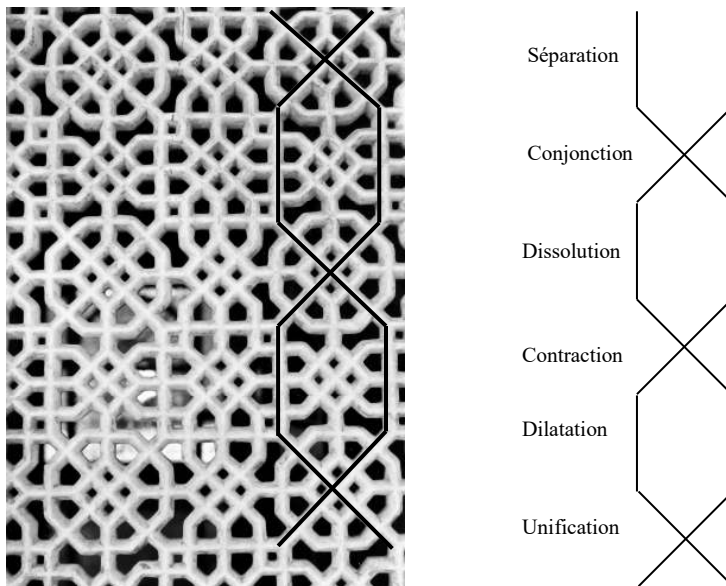 Séparation
Conjonction
Dissolution
Contraction
Dilatation
Unification